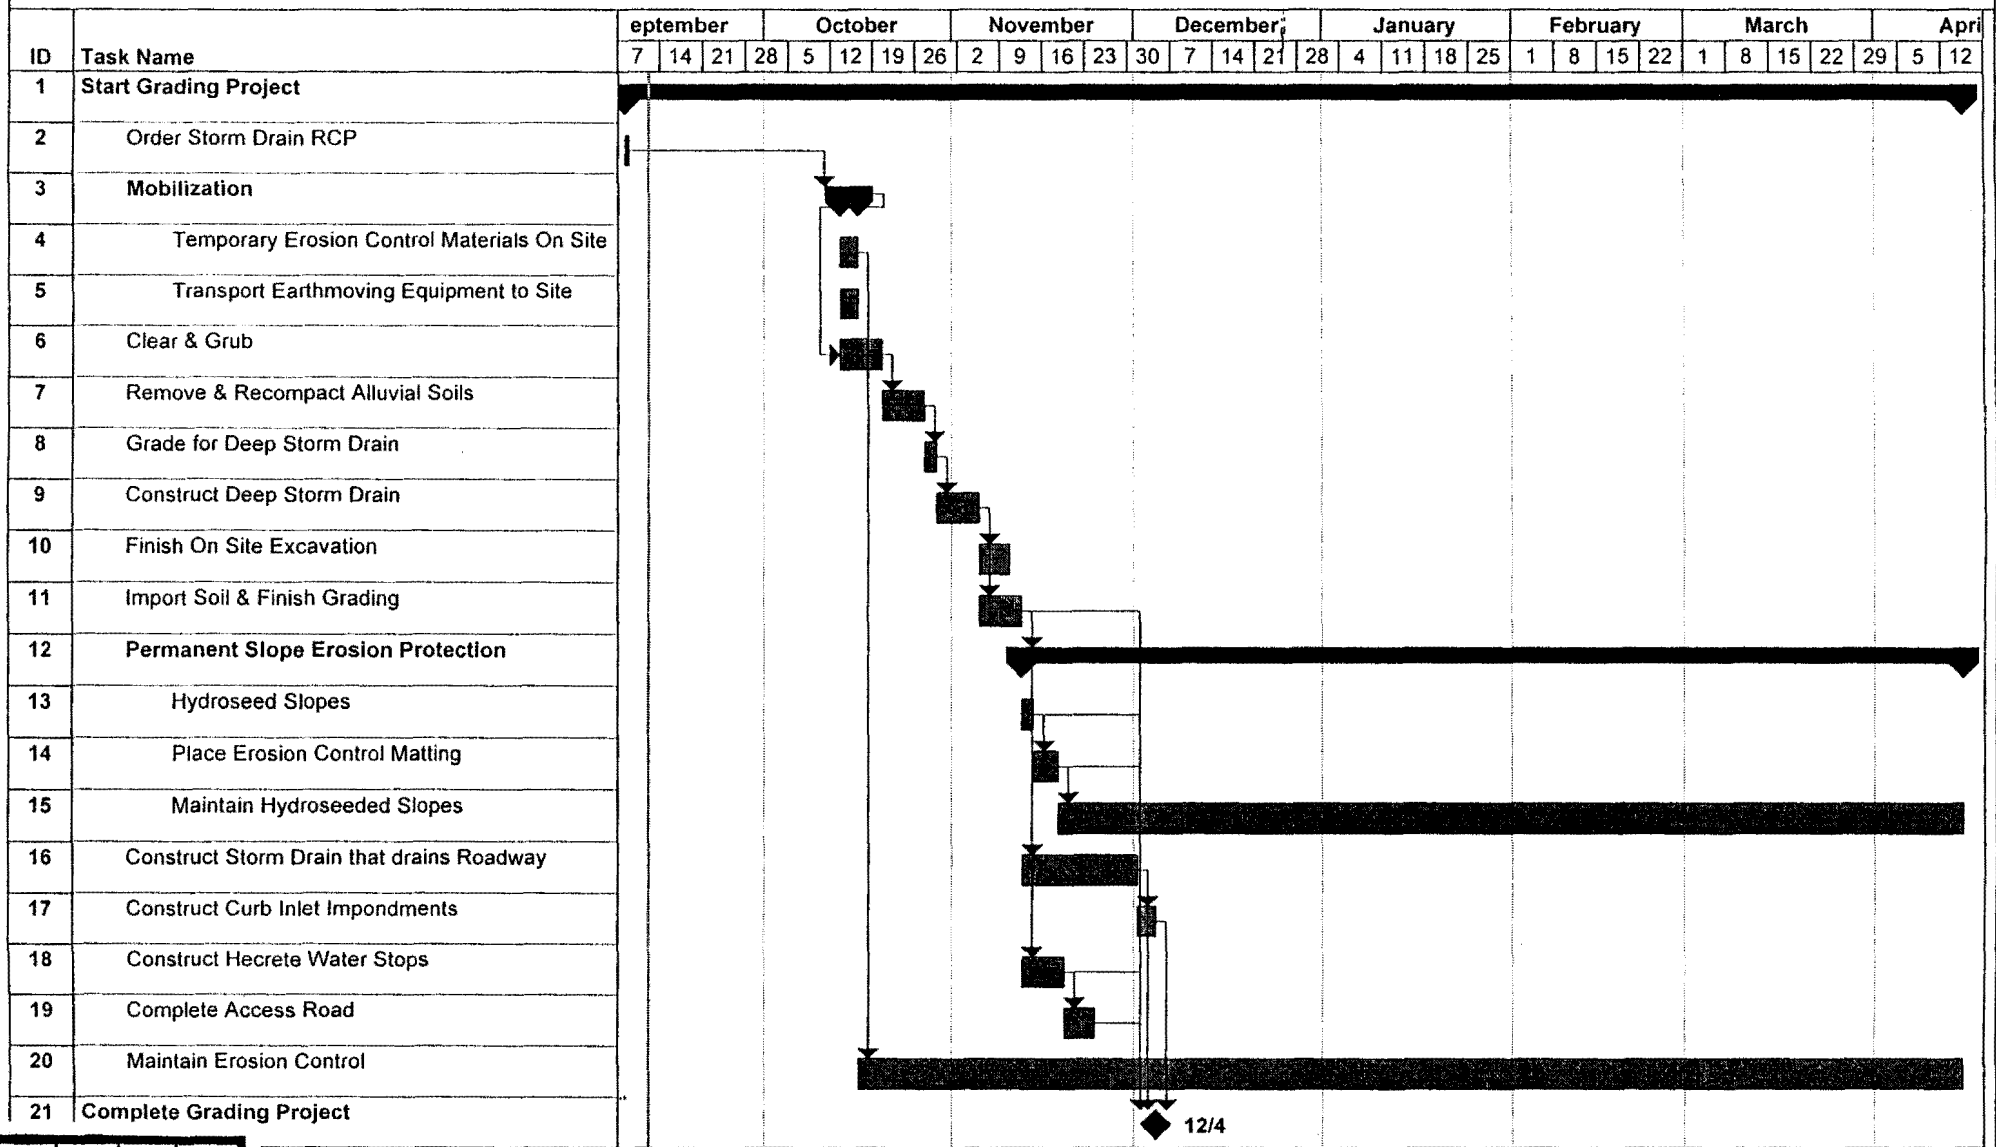 eptember October November December January February March Apri
ID Task Name 7 14 21 28 5 12 19 26 2 9 16 23 30 7 14 21 28 4 11 18 25 1 8 15 22 1 8 15 22 29 5 12
1 Start Grading Project
2 Order Storm Drain RCP
3 Mobilization
4 Temporary Erosion Control Materials On Site
5 Transport Earthmoving Equipment to Site
6 Clear & Grub
7 Remove & Recompact Alluvial Soils
8 Grade for Deep Storm Drain
9 Construct Deep Storm Drain
10 Finish On Site Excavation
11 Import Soil & Finish Grading
12 Permanent Slope Erosion Protection
13 Hydroseed Slopes
14 Place Erosion Control Matting
15 Maintain Hydroseeded Slopes
16 Construct Storm Drain that drains Roadway
17 Construct Curb Inlet Impondments
18 Construct Hecrete Water Stops
19 Complete Access Road
20 Maintain Erosion Control
21 Complete Grading Project 12/4